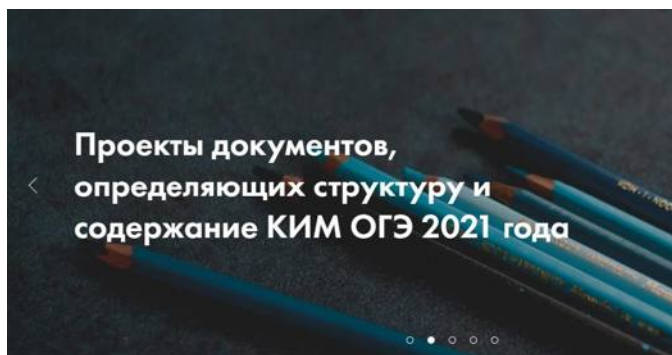 Проекты документов,
определяющих структуру и
содержание КИМ ОГЭ 2021 года